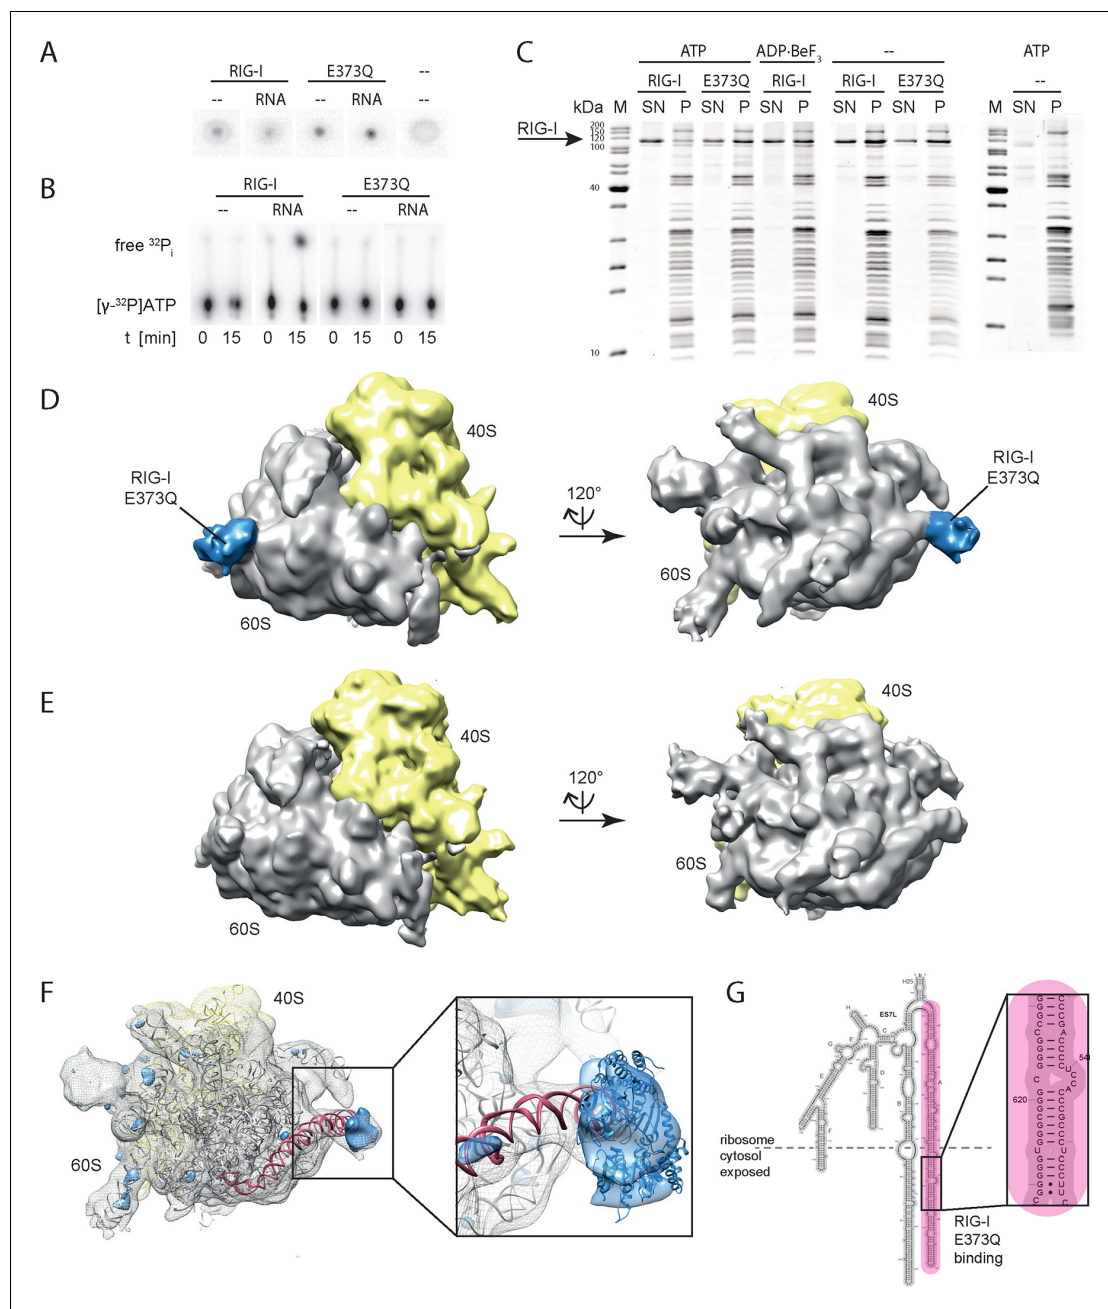 A
RIG-I E373Q --
-- RNA -- RNA
B
RIG-I E373Q
-- RNA -- RNA
free ³²Pᵢ
[γ-³²P]ATP
t [min] 0 15 0 15 0 15 0 15
C
ATP ADP·BeF₃ -- ATP
RIG-I E373Q RIG-I RIG-I E373Q --
kDa M SN P SN P SN P SN P SN P M SN P
RIG-I
200
150
120
100
40
10
D
40S
RIG-I
E373Q
60S
120°
40S
RIG-I
E373Q
60S
E
40S
60S
120°
40S
60S
F
40S
60S
G
H25
ES7L
H
G
E
C
D
E
F
B
A
ribosome
cytosol
exposed
RIG-I
E373Q
binding
620
540